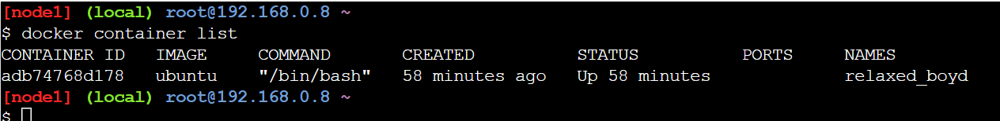 [node1] (local) root@192.168.0.8 ~
$ docker container list
CONTAINER ID   IMAGE     COMMAND       CREATED          STATUS          PORTS     NAMES
adb74768d178   ubuntu    "/bin/bash"   58 minutes ago   Up 58 minutes             relaxed_boyd
[node1] (local) root@192.168.0.8 ~
$